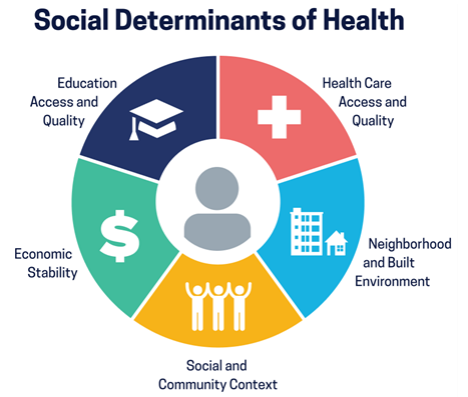 Social Determinants of Health
Education
Access and
Quality
Health Care
Access and
Quality
Economic
Stability
Neighborhood
and Built
Environment
Social and
Community Context